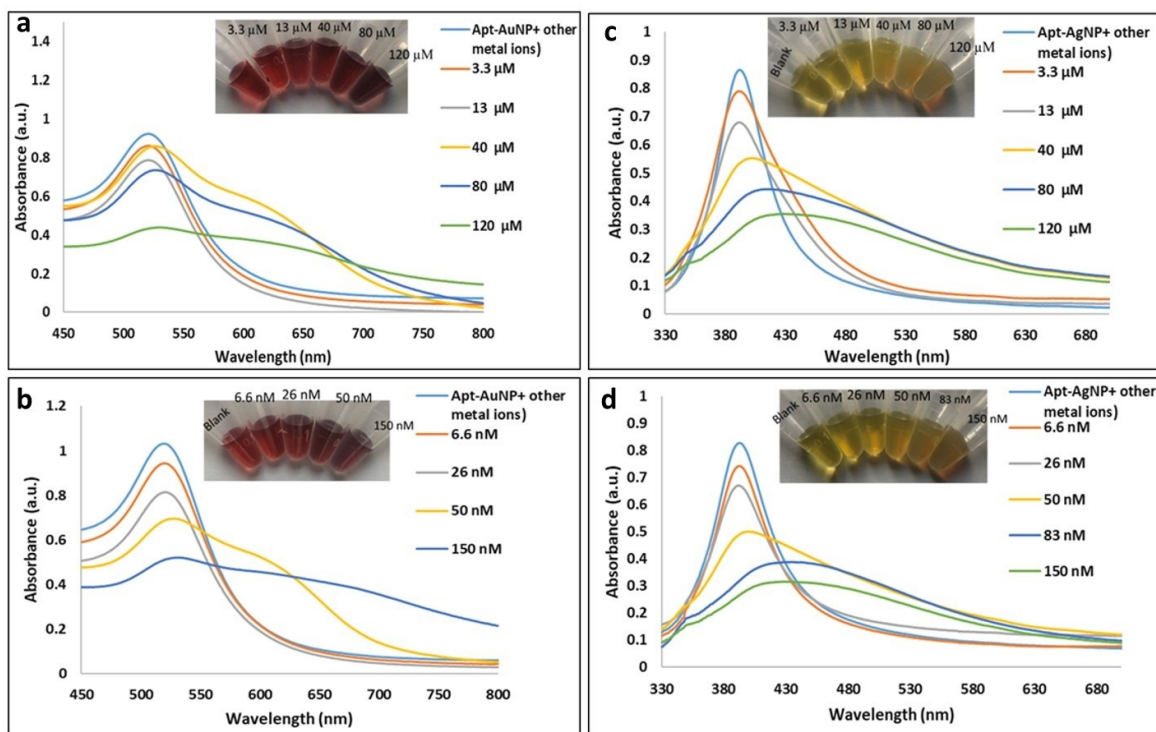 a
1.4
1.2
1
0.8
0.6
0.4
0.2
0
Absorbance (a.u.)
450 500 550 600 650 700 750 800
Wavelength (nm)
3.3 µM 13 µM 40 µM 80 µM 120 µM
Apt-AuNP+ other
metal ions)
3.3 µM
13 µM
40 µM
80 µM
120 µM
c
1
0.9
0.8
0.7
0.6
0.5
0.4
0.3
0.2
0.1
0
Absorbance (a.u.)
330 380 430 480 530 580 630 680
Wavelength (nm)
Blank 3.3 µM 13 µM 40 µM 80 µM 120 µM
Apt-AgNP+ other
metal ions)
3.3 µM
13 µM
40 µM
80 µM
120 µM
b
1.2
1
0.8
0.6
0.4
0.2
0
Absorbance (a.u.)
450 500 550 600 650 700 750 800
Wavelength (nm)
Blank 6.6 nM 26 nM 50 nM 150 nM
Apt-AuNP+ other
metal ions)
6.6 nM
26 nM
50 nM
150 nM
d
1
0.9
0.8
0.7
0.6
0.5
0.4
0.3
0.2
0.1
0
Absorbance (a.u.)
330 380 430 480 530 580 630 680
Wavelength (nm)
Blank 6.6 nM 26 nM 50 nM 83 nM 150 nM
Apt-AgNP+ other
metal ions)
6.6 nM
26 nM
50 nM
83 nM
150 nM